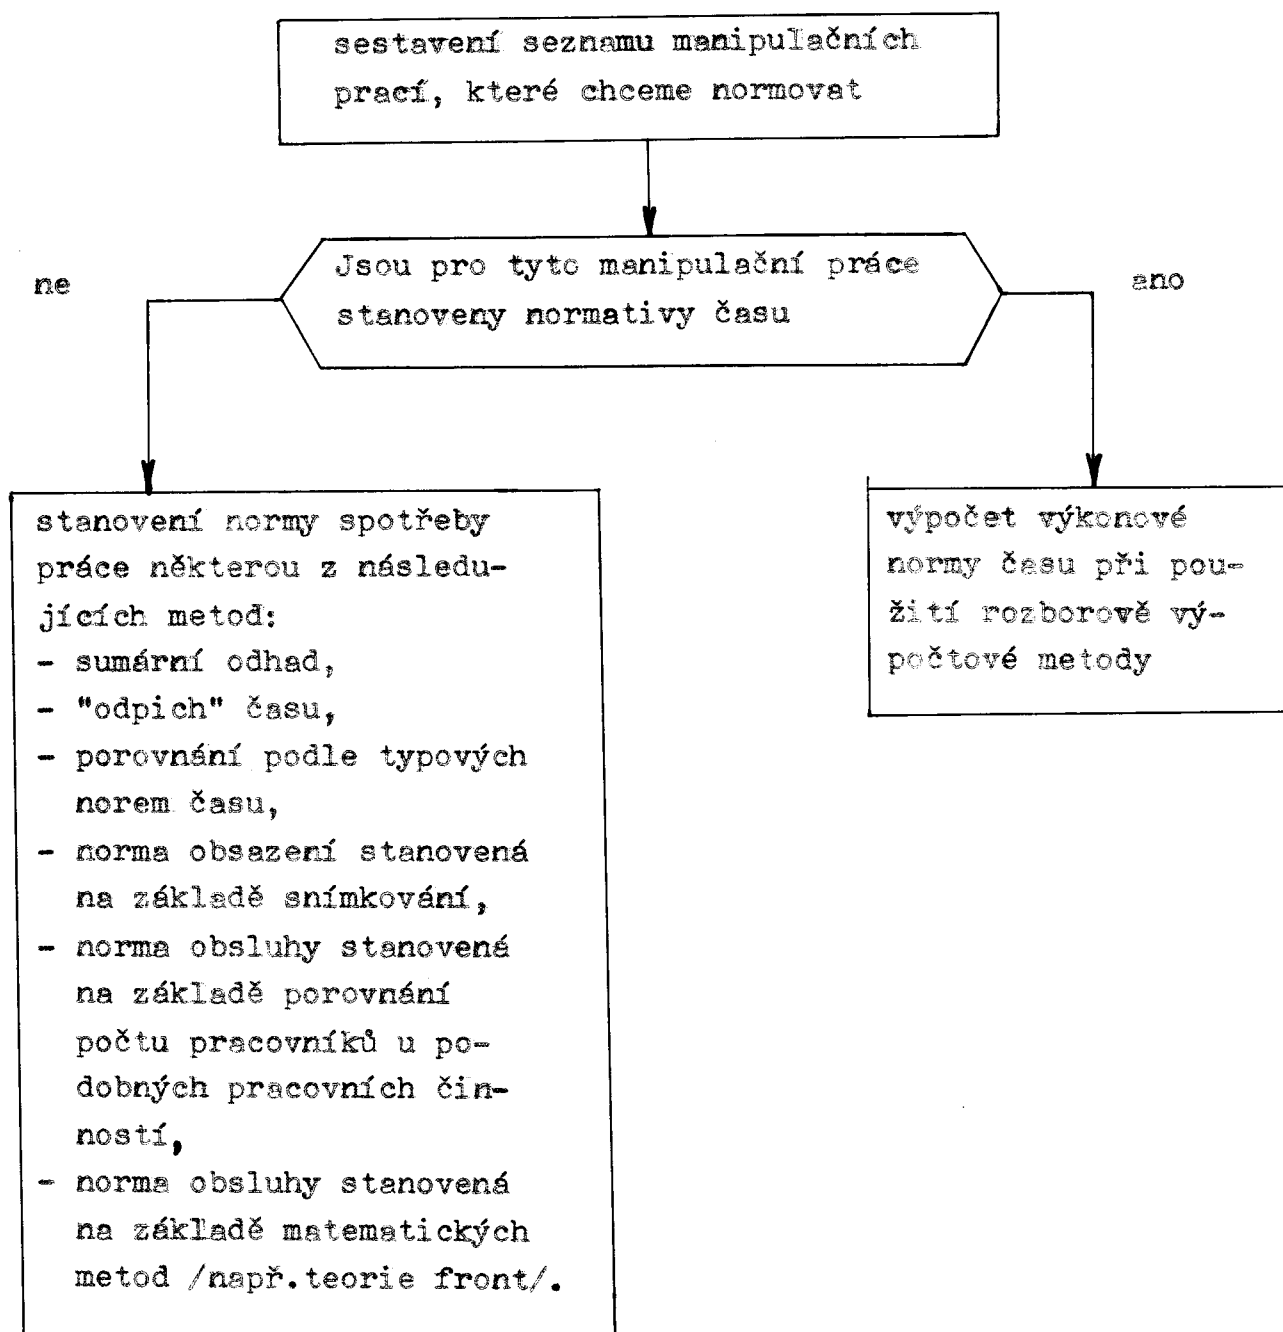 sestavení seznamu manipulačních
prací, které chceme normovat
ne
Jsou pro tyto manipulační práce
stanoveny normativy času
ano
stanovení normy spotřeby
práce některou z následu-
jících metod:
- sumární odhad,
- "odpich" času,
- porovnání podle typových
norem času,
- norma obsazení stanovená
na základě snímkování,
- norma obsluhy stanovená
na základě porovnání
počtu pracovníků u po-
dobných pracovních čin-
ností,
- norma obsluhy stanovená
na základě matematických
metod /např.teorie front/.
výpočet výkonové
normy času při pou-
žití rozborově vý-
počtové metody